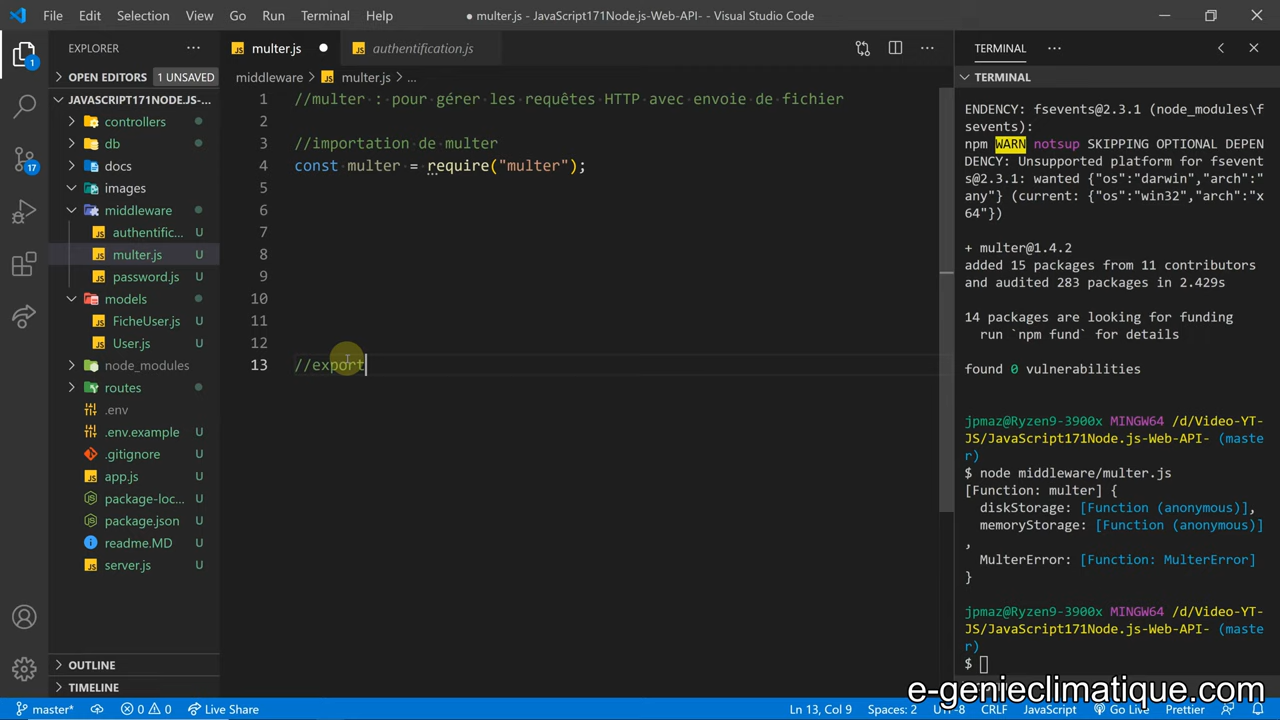 File Edit Selection View Go Run Terminal Help
● multer.js - JavaScript171Node.js-Web-API- - Visual Studio Code
EXPLORER
OPEN EDITORS 1 UNSAVED
JAVASCRIPT171NODE.JS-...
controllers
db
docs
images
middleware
authentific... U
multer.js U
password.js U
models
FicheUser.js U
User.js U
node_modules
routes
.env
.env.example U
.gitignore U
app.js U
package-loc... U
package.json U
readme.MD U
server.js U
OUTLINE
TIMELINE
1
17
multer.js
authentification.js
middleware > multer.js > ...
1 //multer : pour gérer les requêtes HTTP avec envoie de fichier
2
3 //importation de multer
4 const multer = require("multer");
5
6
7
8
9
10
11
12
13 //export
TERMINAL
TERMINAL
ENDENCY: fsevents@2.3.1 (node_modules\f
sevents):
npm WARN notsup SKIPPING OPTIONAL DEPEN
DENCY: Unsupported platform for fsevent
s@2.3.1: wanted {"os":"darwin","arch":"
any"} (current: {"os":"win32","arch":"x
64"})
+ multer@1.4.2
added 15 packages from 11 contributors
and audited 283 packages in 2.429s
14 packages are looking for funding
run `npm fund` for details
found 0 vulnerabilities
jpmaz@Ryzen9-3900x MINGW64 /d/Video-YT-
JS/JavaScript171Node.js-Web-API- (maste
r)
$ node middleware/multer.js
[Function: multer] {
diskStorage: [Function (anonymous)],
memoryStorage: [Function (anonymous)]
,
MulterError: [Function: MulterError]
}
jpmaz@Ryzen9-3900x MINGW64 /d/Video-YT-
JS/JavaScript171Node.js-Web-API- (maste
r)
$
e-genieclimatique.com
master* 0 0 Live Share
Ln 13, Col 9 Spaces: 2 UTF-8 CRLF JavaScript Go Live Prettier